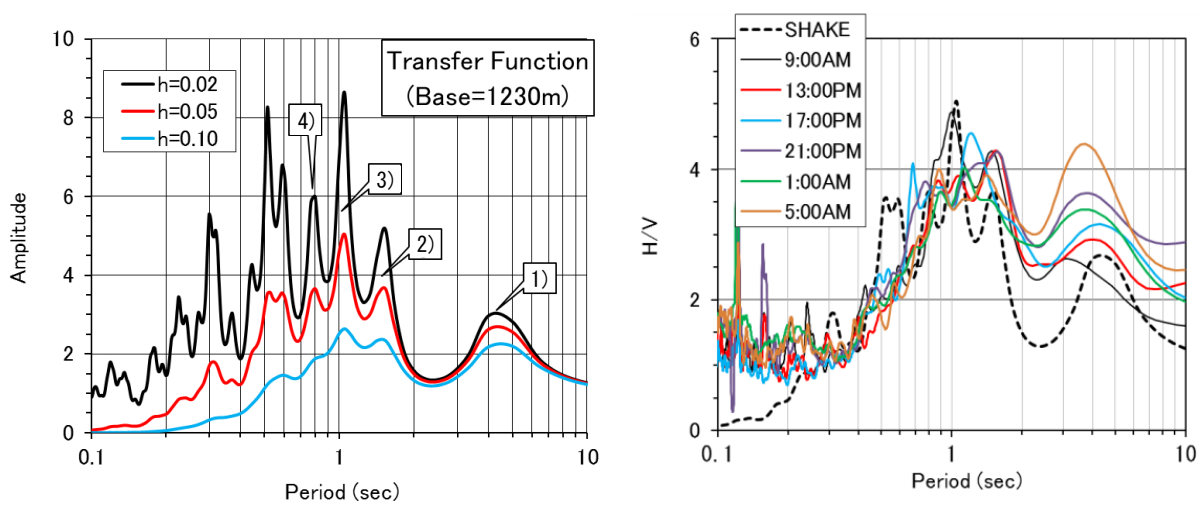 10
8
6
4
2
0
Amplitude
h=0.02
h=0.05
h=0.10
Transfer Function
(Base=1230m)
4)
3)
2)
1)
0.1
1
10
Period (sec)
6
4
2
0
H/V
SHAKE
9:00AM
13:00PM
17:00PM
21:00PM
1:00AM
5:00AM
0.1
1
10
Period (sec)